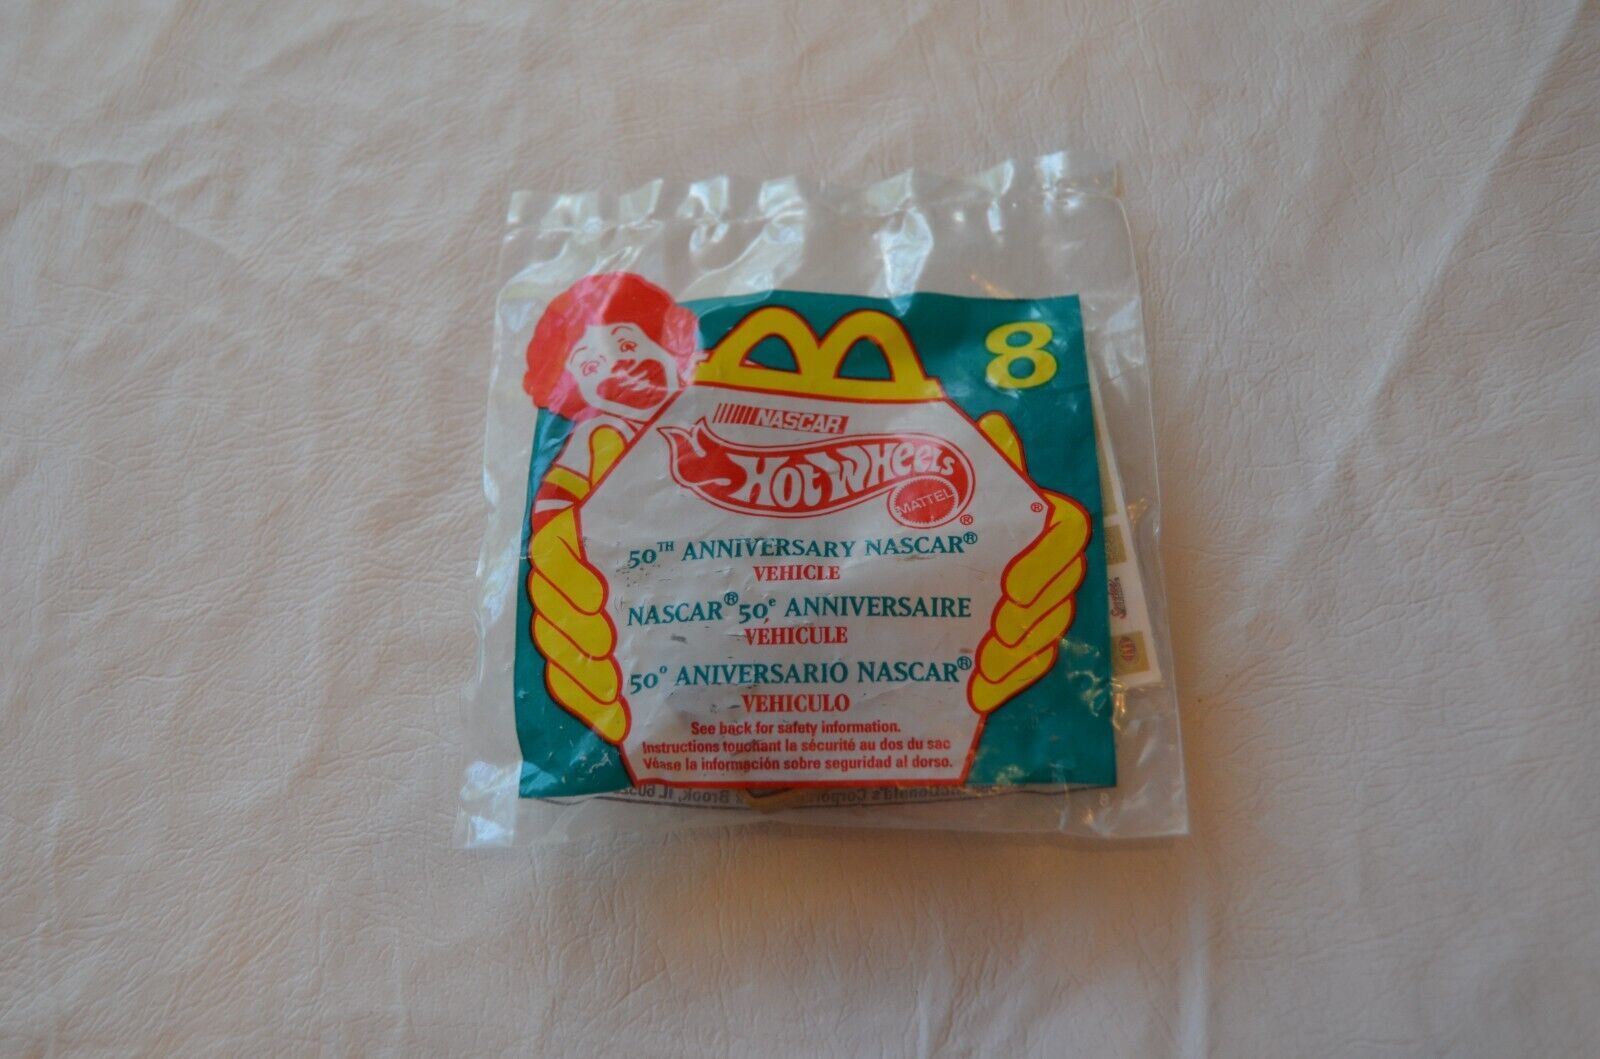 8
NASCAR
HOT WHEELS
MATTEL
50TH ANNIVERSARY NASCAR®
VEHICLE
NASCAR® 50e ANNIVERSAIRE
VEHICULE
50º ANIVERSARIO NASCAR®
VEHICULO
See back for safety information.
Instructions touchant la sécurité au dos du sac
Véase la información sobre seguridad al dorso.